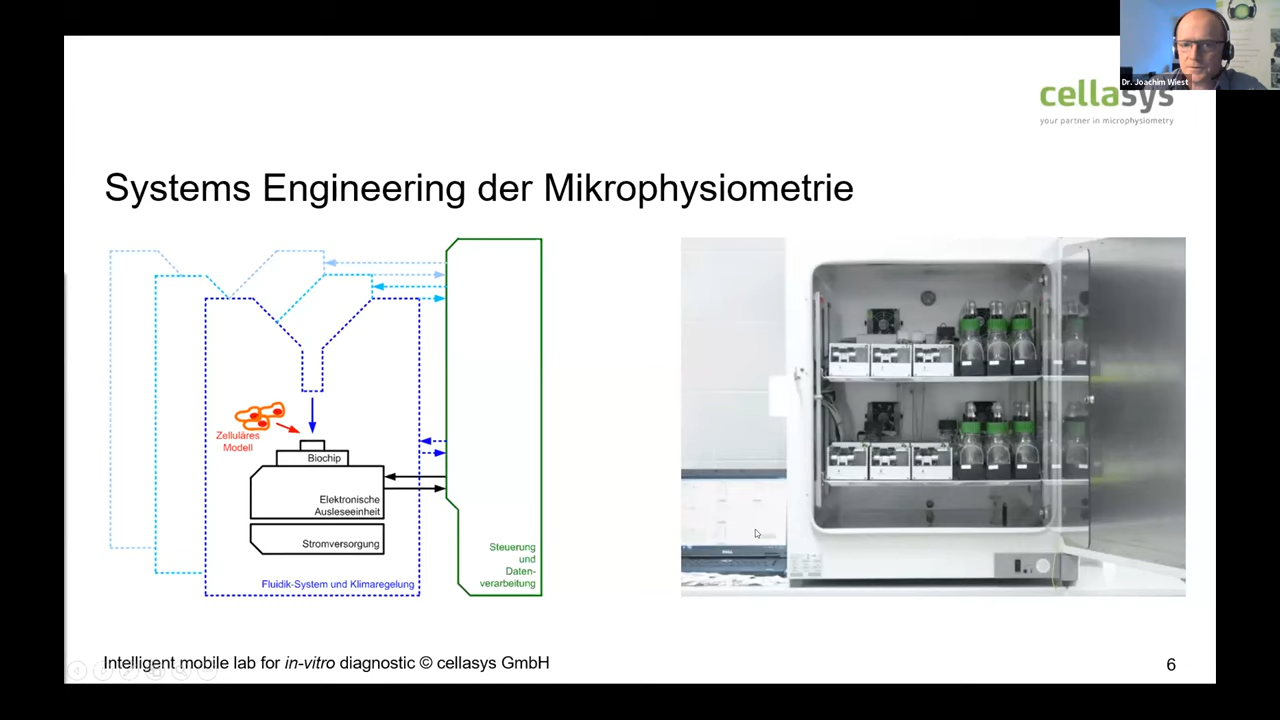 Dr. Joachim Wiest
cellasys
your partner in microphysiometry
Systems Engineering der Mikrophysiometrie
Zelluläres
Modell
Biochip
Elektronische
Ausleseeinheit
Stromversorgung
Fluidik-System und Klimaregelung
Steuerung
und
Daten-
verarbeitung
DELL
Intelligent mobile lab for in-vitro diagnostic © cellasys GmbH
6